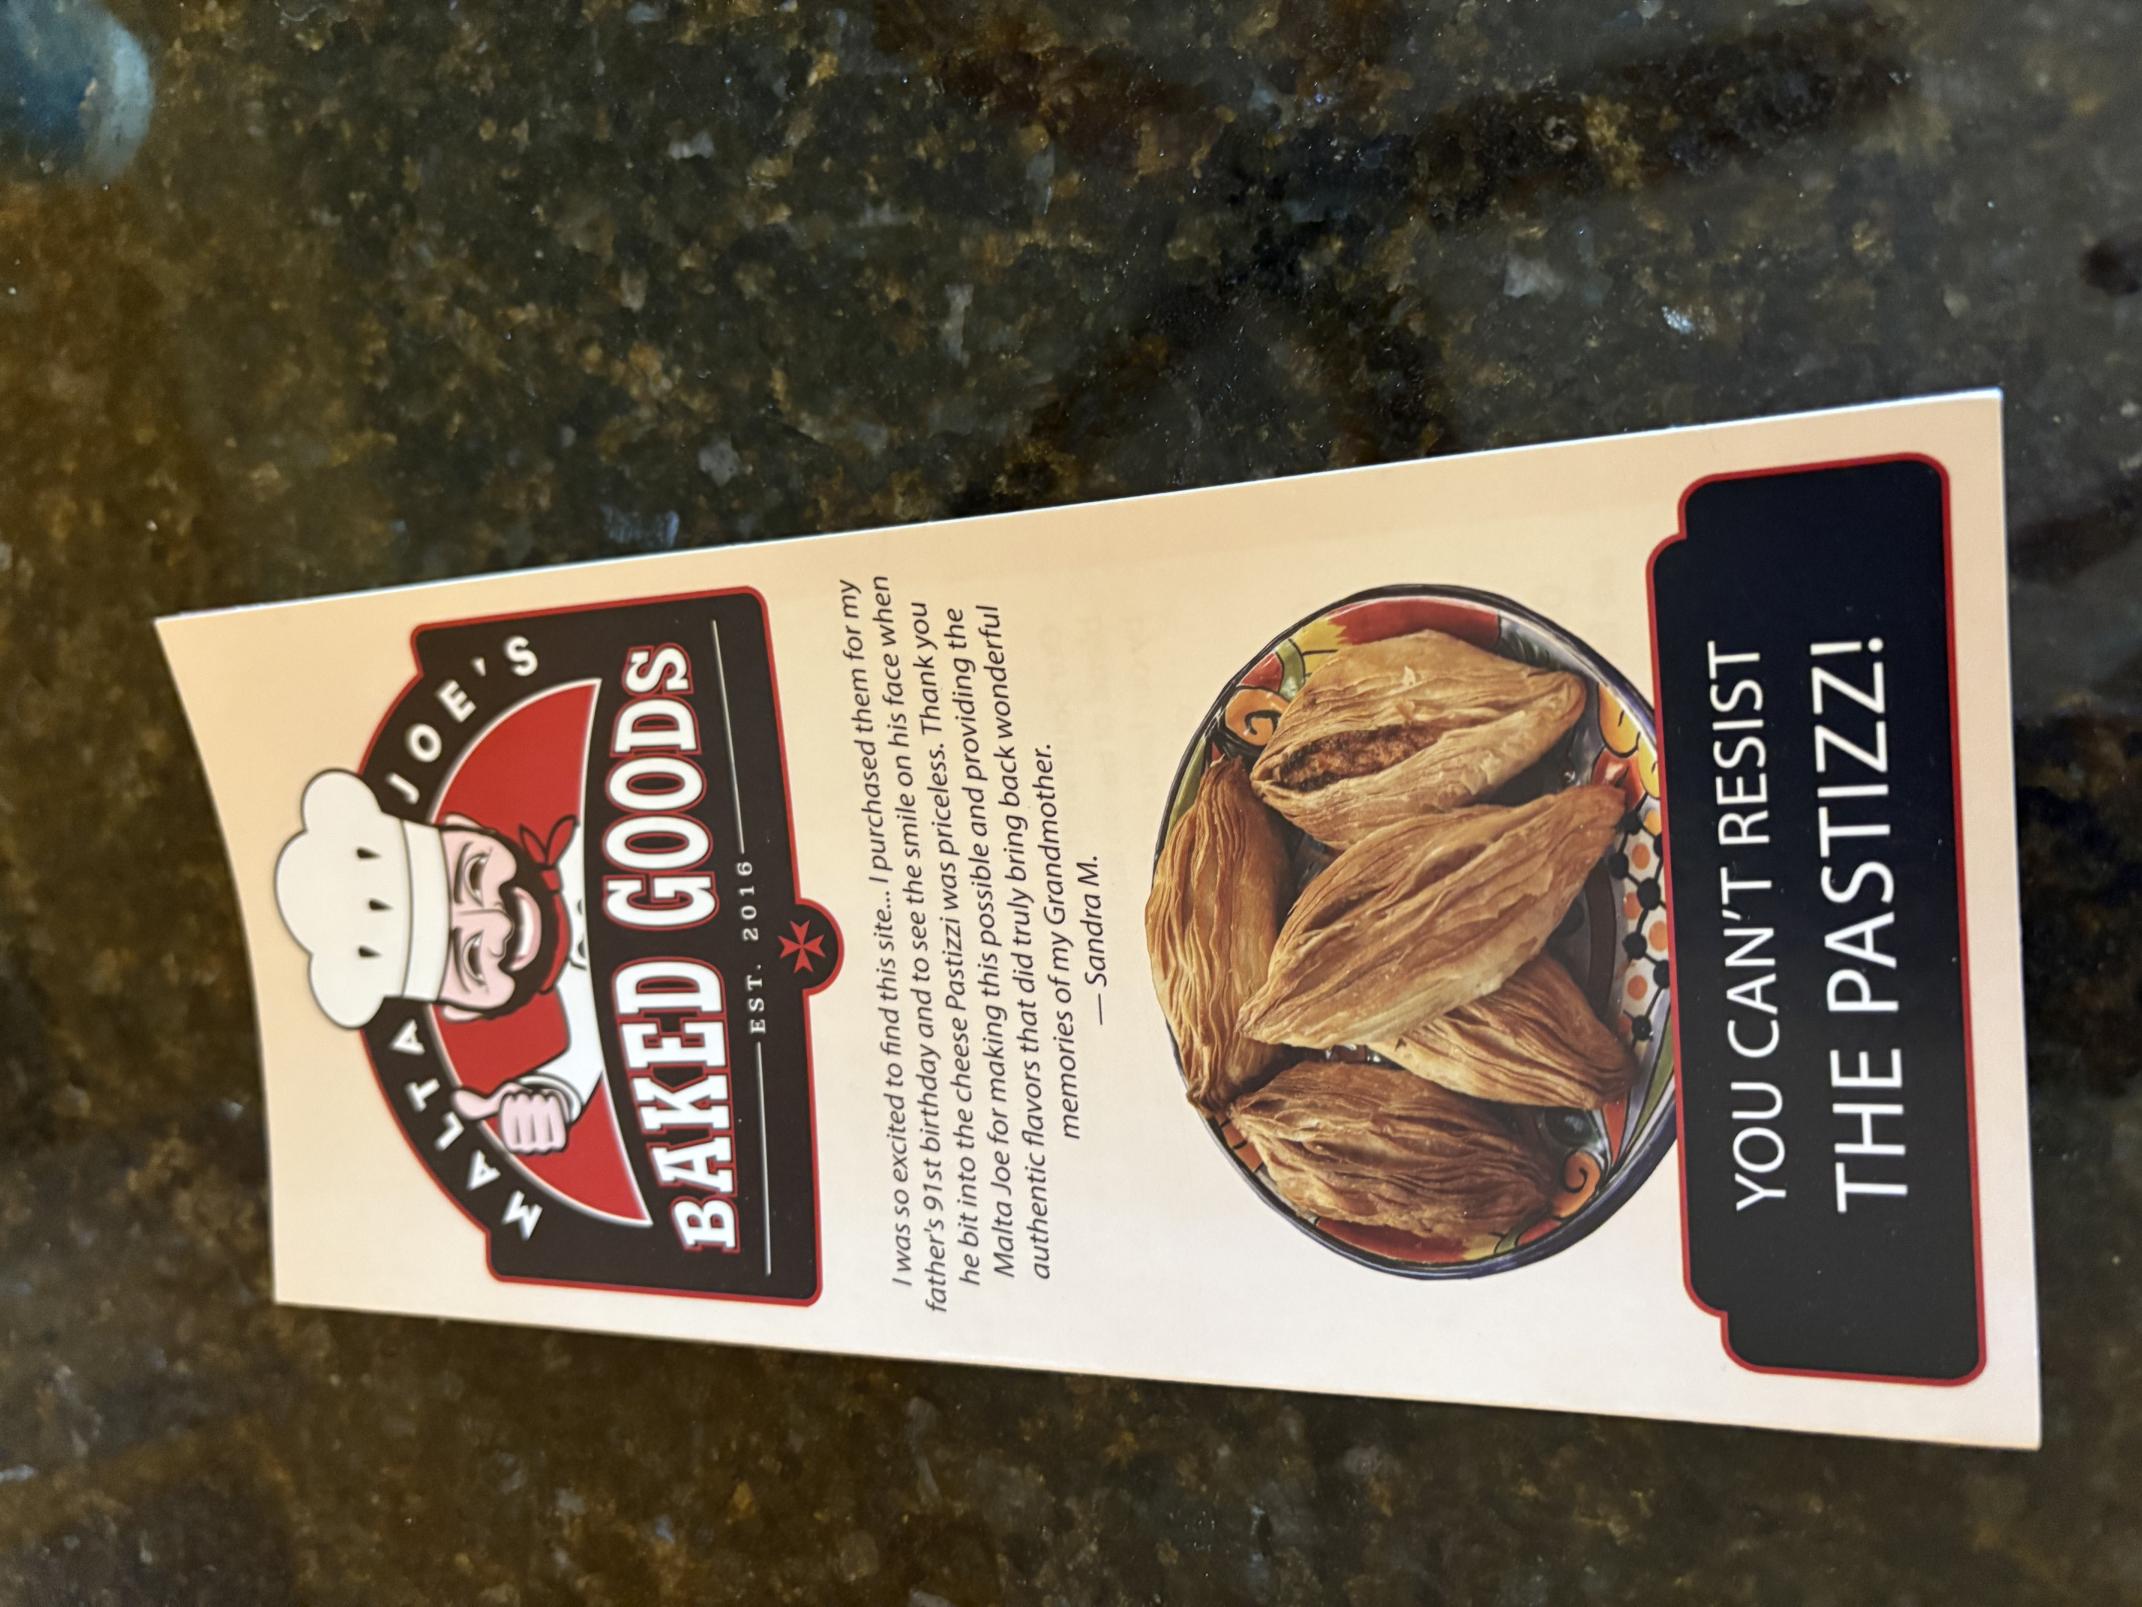 MALTA JOE'S
BAKED GOODS
EST. 2016
I was so excited to find this site... I purchased them for my
father's 91st birthday and to see the smile on his face when
he bit into the cheese Pastizzi was priceless. Thank you
Malta Joe for making this possible and providing the
authentic flavors that did truly bring back wonderful
memories of my Grandmother.
— Sandra M.
YOU CAN'T RESIST
THE PASTIZZI!